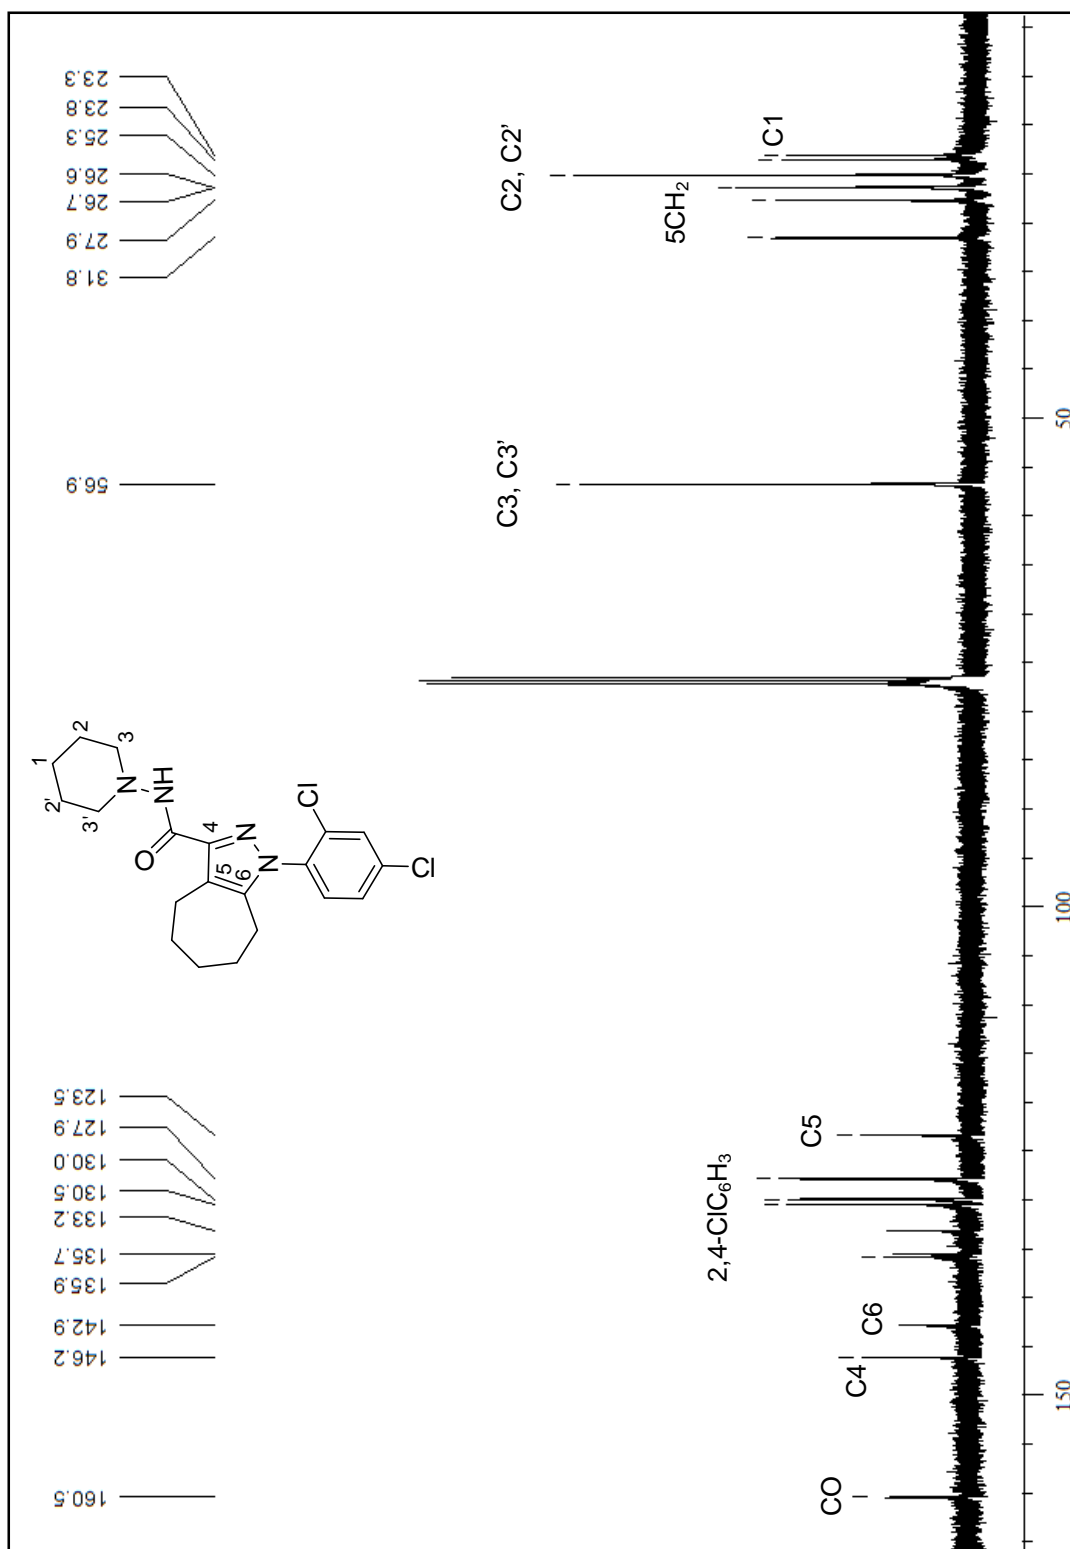 23.3
23.8
25.3
26.6
26.7
27.9
31.8
56.9
123.5
127.9
130.0
130.5
133.2
135.7
135.9
142.9
146.2
160.5
C1
C2, C2'
5CH₂
C3, C3'
C5
2,4-ClC₆H₃
C6
C4
CO
1
2
2'
3
3'
N
NH
O
4
N
5
6
N
Cl
Cl
50
100
150